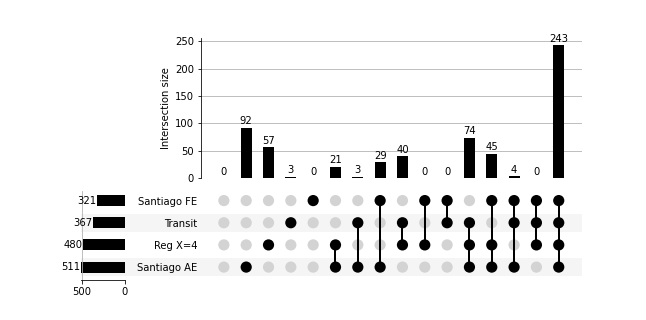 243
250
200
150
100
50
0
Intersection size
0 92 57 3 0 21 3 29 40 0 0 74 45 4 0
321 Santiago FE
367 Transit
480 Reg X=4
511 Santiago AE
500 0